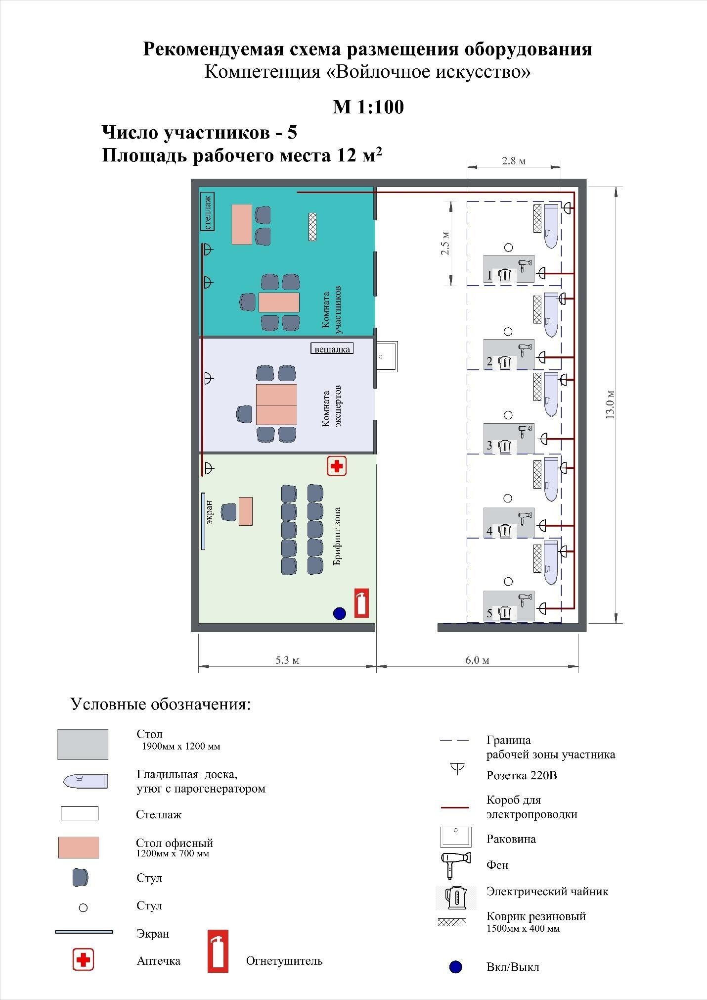 Рекомендуемая схема размещения оборудования
Компетенция «Войлочное искусство»
М 1:100
Число участников - 5
Площадь рабочего места 12 м²
2.8 м
стеллаж
2.5 м
1
Комната
участников
вешалка
2
13.0 м
Комната
экспертов
3
экран
Брифинг зона
4
5
5.3 м
6.0 м
Условные обозначения:
Стол
1900мм х 1200 мм
Гладильная доска,
утюг с парогенератором
Стеллаж
Стол офисный
1200мм х 700 мм
Стул
Стул
Экран
Аптечка
Огнетушитель
Граница
рабочей зоны участника
Розетка 220В
Короб для
электропроводки
Раковина
Фен
Электрический чайник
Коврик резиновый
1500мм х 400 мм
Вкл/Выкл